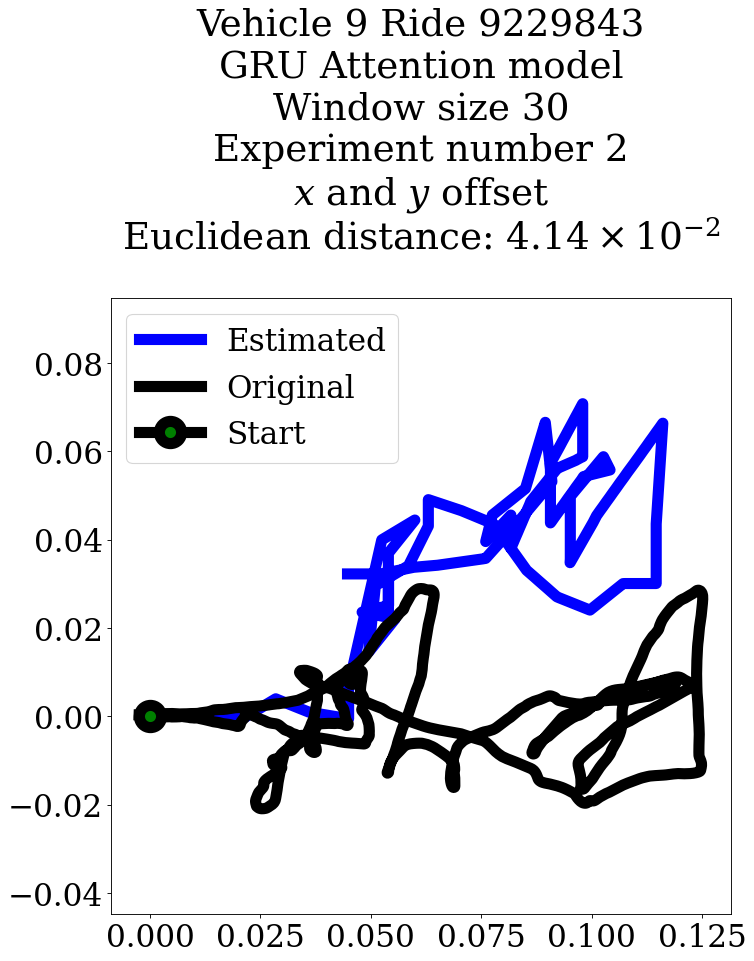 Vehicle 9 Ride 9229843
GRU Attention model
Window size 30
Experiment number 2
x and y offset
Euclidean distance: 4.14 × 10⁻²
Estimated
Original
Start
0.08
0.06
0.04
0.02
0.00
−0.02
−0.04
0.000 0.025 0.050 0.075 0.100 0.125